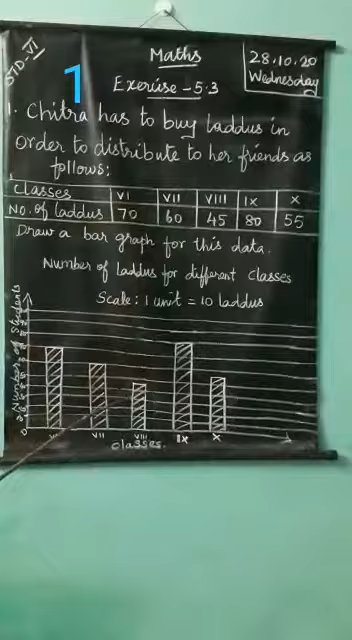 STD-VI
Maths
28.10.20
Wednesday
1
Exercise - 5.3
1. Chitra has to buy laddus in
order to distribute to her friends as
follows;
Classes VI VII VIII IX X
No. of laddus 70 60 45 80 55
Draw a bar graph for this data.
Number of laddus for different classes
Scale: 1 unit = 10 laddus
Number of Students
0
VII VIII IX X
Classes.